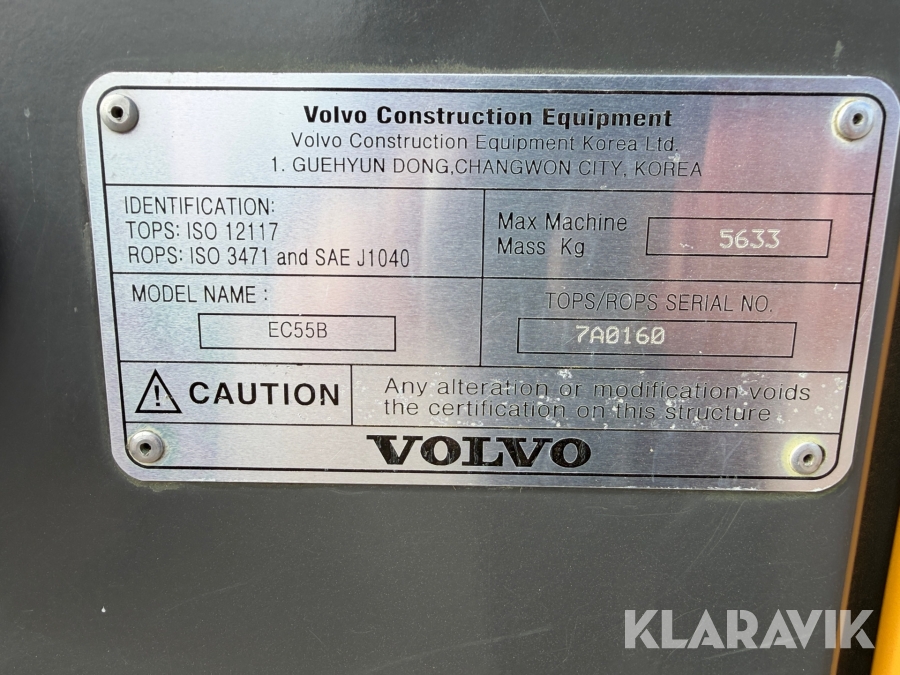 Volvo Construction Equipment
Volvo Construction Equipment Korea Ltd.
1. GUEHYUN DONG,CHANGWON CITY, KOREA
IDENTIFICATION:
TOPS: ISO 12117
ROPS: ISO 3471 and SAE J1040
Max Machine
Mass Kg
5633
MODEL NAME :
EC55B
TOPS/ROPS SERIAL NO.
7A0160
CAUTION
Any alteration or modification voids
the certification on this structure
VOLVO
KLARAVIK